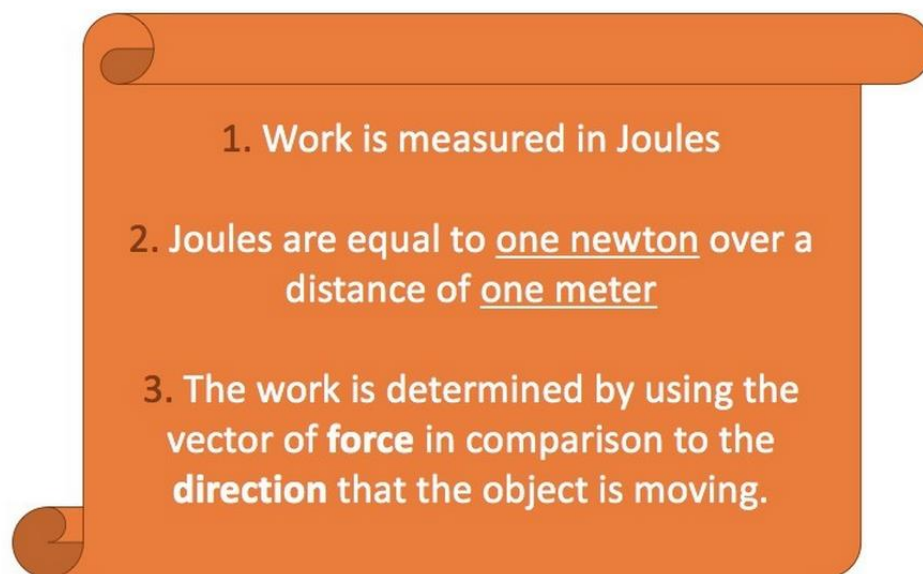 1. Work is measured in Joules
2. Joules are equal to one newton over a
distance of one meter
3. The work is determined by using the
vector of force in comparison to the
direction that the object is moving.